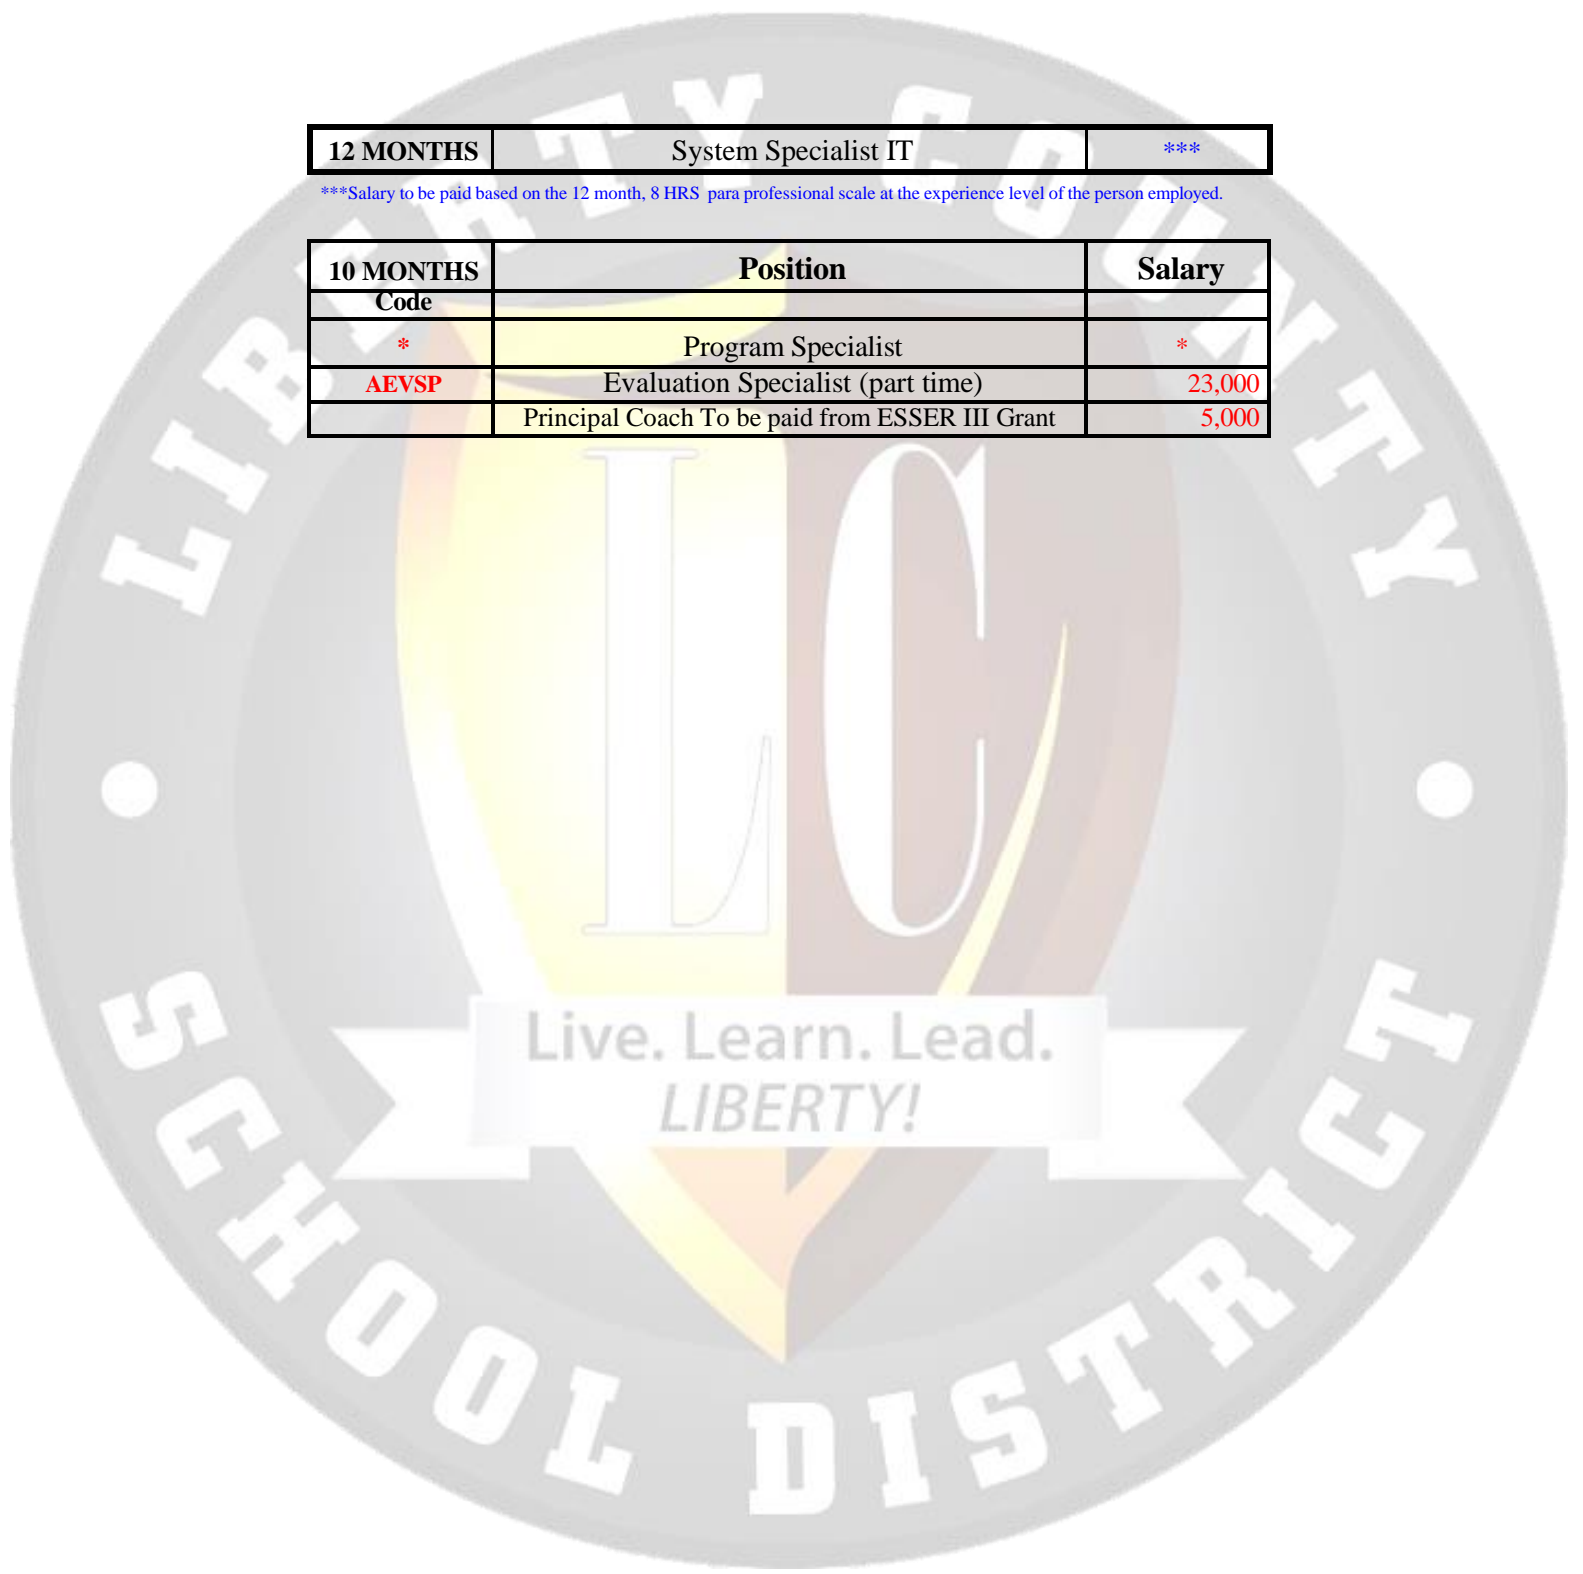 12 MONTHS System Specialist IT ***
***Salary to be paid based on the 12 month, 8 HRS para professional scale at the experience level of the person employed.
10 MONTHS Position Salary
Code
* Program Specialist *
AEVSP Evaluation Specialist (part time) 23,000
Principal Coach To be paid from ESSER III Grant 5,000
LIBERTY COUNTY
LC
Live. Learn. Lead.
LIBERTY!
SCHOOL DISTRICT